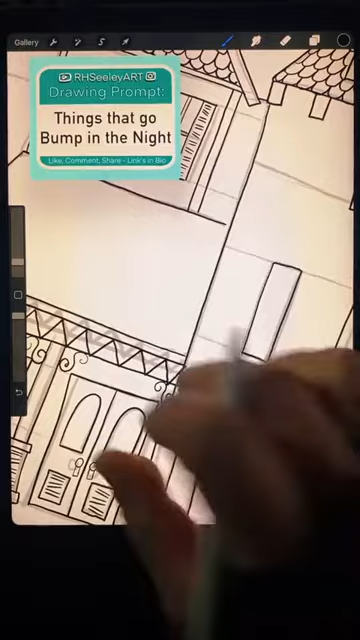 Gallery
RHSeeleyART
Drawing Prompt:
Things that go
Bump in the Night
Like, Comment, Share - Link's in Bio